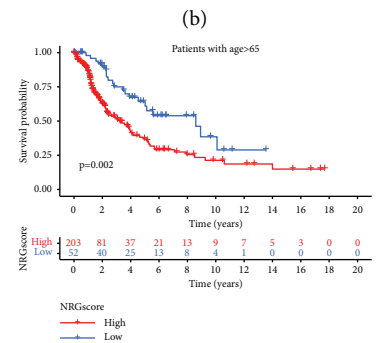 (b)
Patients with age>65
1.00
0.75
0.50
0.25
0.00
Survival probability
p=0.002
0 2 4 6 8 10 12 14 16 18 20
Time (years)
NRGscore
High 203 81 37 21 13 9 7 5 3 0 0
Low 52 40 25 13 8 4 1 0 0 0 0
0 2 4 6 8 10 12 14 16 18 20
Time (years)
NRGscore
High
Low